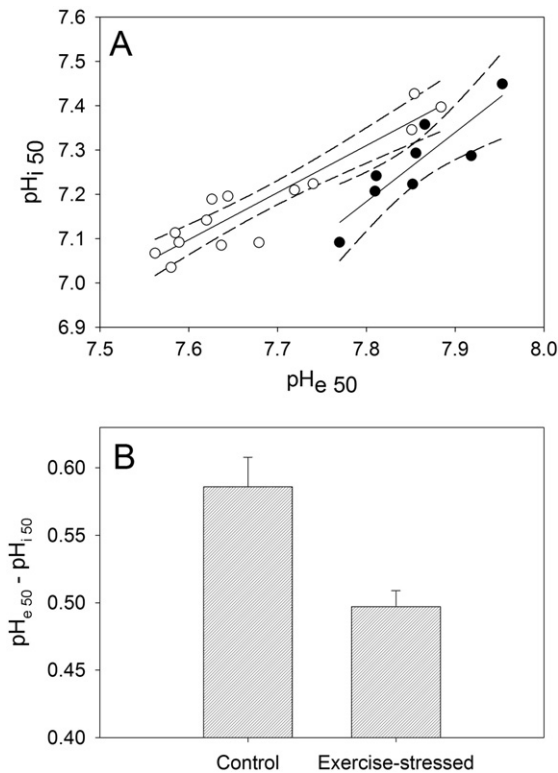 A
7.6
7.5
7.4
7.3
7.2
7.1
7.0
6.9
pHi 50
7.5 7.6 7.7 7.8 7.9 8.0
pHe 50
B
0.60
0.55
0.50
0.45
0.40
pHe 50 - pHi 50
Control Exercise-stressed